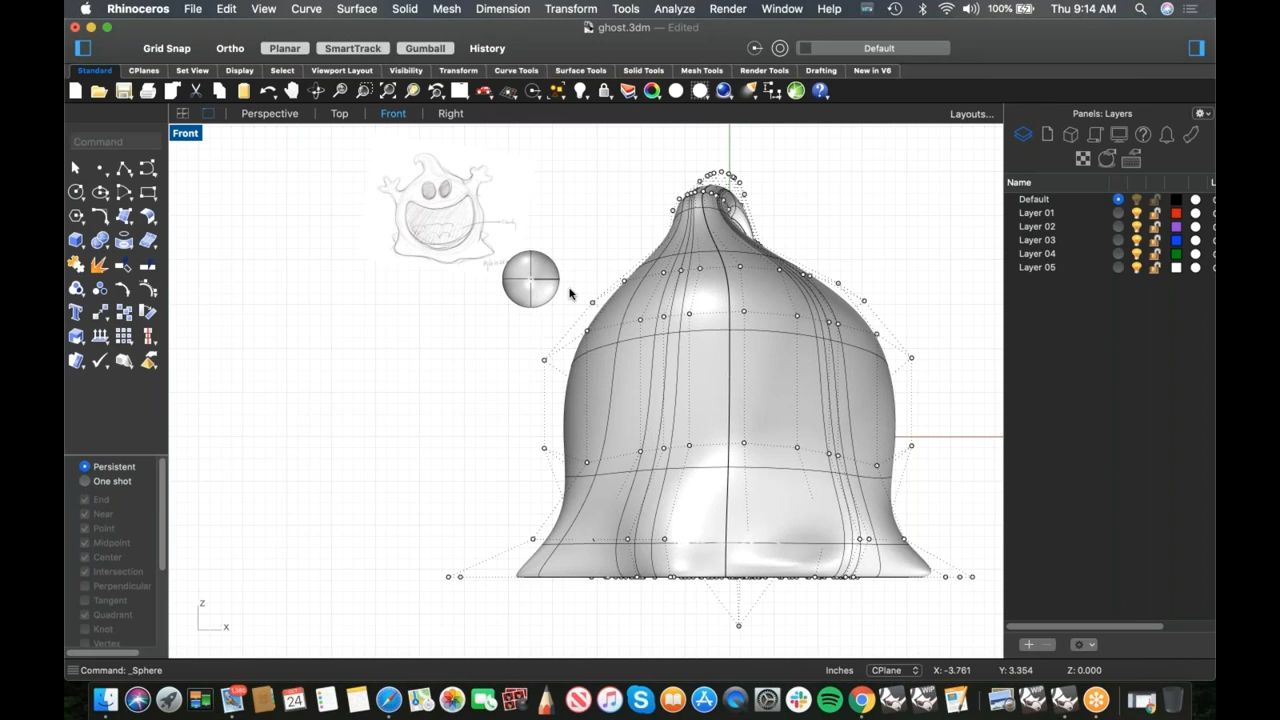 Rhinoceros File Edit View Curve Surface Solid Mesh Dimension Transform Tools Analyze Render Window Help 100% Thu 9:14 AM
ghost.3dm — Edited
Grid Snap Ortho Planar SmartTrack Gumball History Default
Standard CPlanes Set View Display Select Viewport Layout Visibility Transform Curve Tools Surface Tools Solid Tools Mesh Tools Render Tools Drafting New in V6
Perspective Top Front Right Layouts... Panels: Layers
Front
Command
Name L
Default
Layer 01
Layer 02
Layer 03
Layer 04
Layer 05
Persistent
One shot
End
Near
Point
Midpoint
Center
Intersection
Perpendicular
Tangent
Quadrant
Knot
Vertex
Z
X
Command: _Sphere Inches CPlane X: -3.761 Y: 3.354 Z: 0.000
24